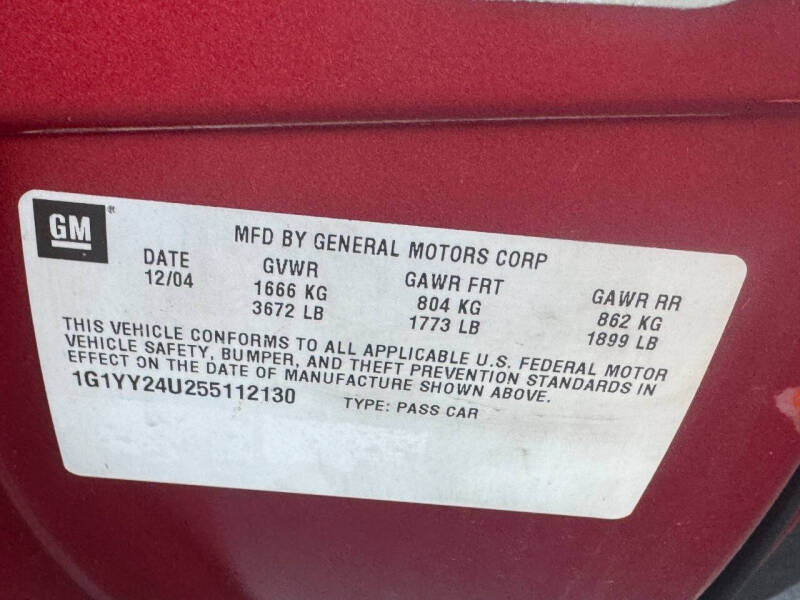 GM®
MFD BY GENERAL MOTORS CORP
DATE GVWR GAWR FRT GAWR RR
12/04 1666 KG 804 KG 862 KG
3672 LB 1773 LB 1899 LB
THIS VEHICLE CONFORMS TO ALL APPLICABLE U.S. FEDERAL MOTOR
VEHICLE SAFETY, BUMPER, AND THEFT PREVENTION STANDARDS IN
EFFECT ON THE DATE OF MANUFACTURE SHOWN ABOVE.
1G1YY24U255112130 TYPE: PASS CAR